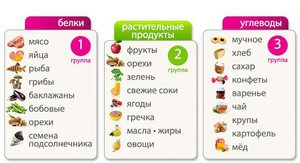 белки
1
группа
мясо
яйца
рыба
грибы
баклажаны
бобовые
орехи
семена
подсолнечника
растительные
продукты
2
группа
фрукты
орехи
зелень
свежие соки
ягоды
гречка
масла • жиры
овощи
углеводы
3
группа
мучное
хлеб
сахар
конфеты
варенье
чай
крупы
картофель
мёд